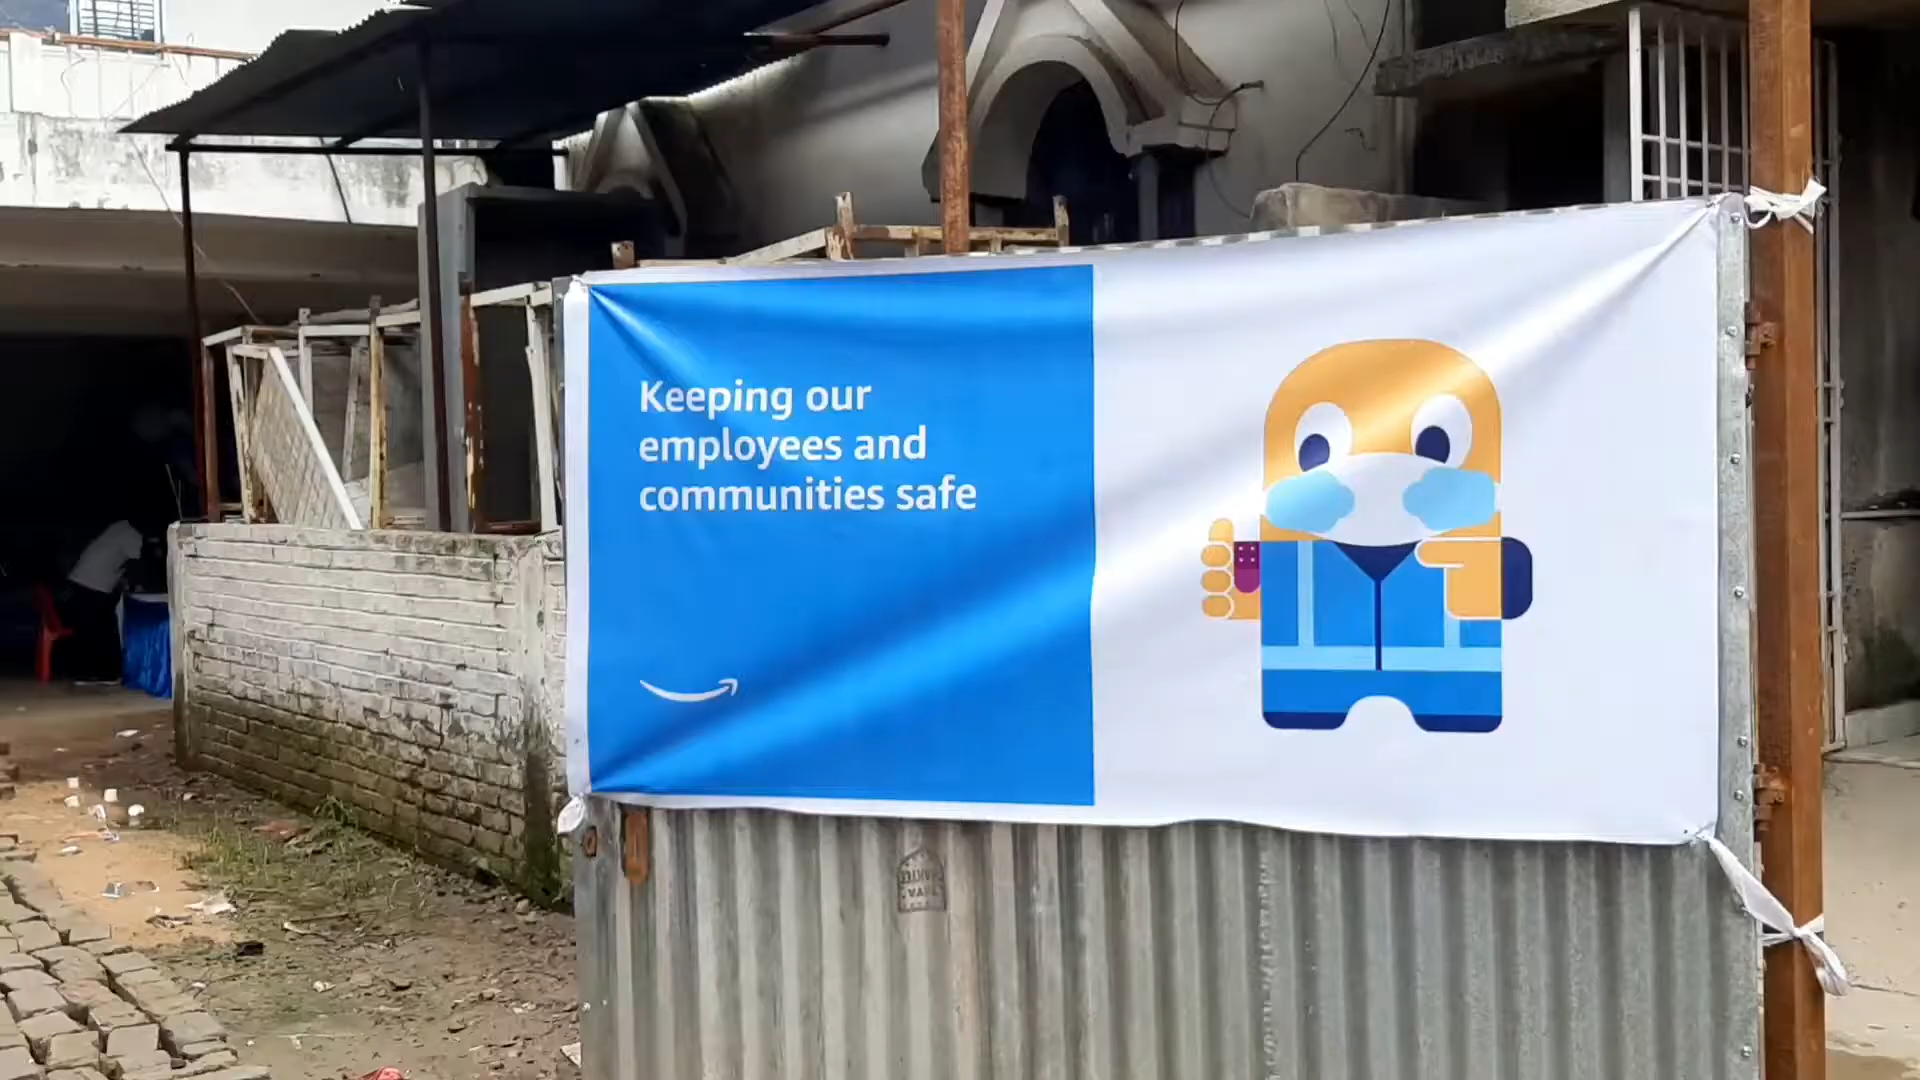 Keeping our
employees and
communities safe